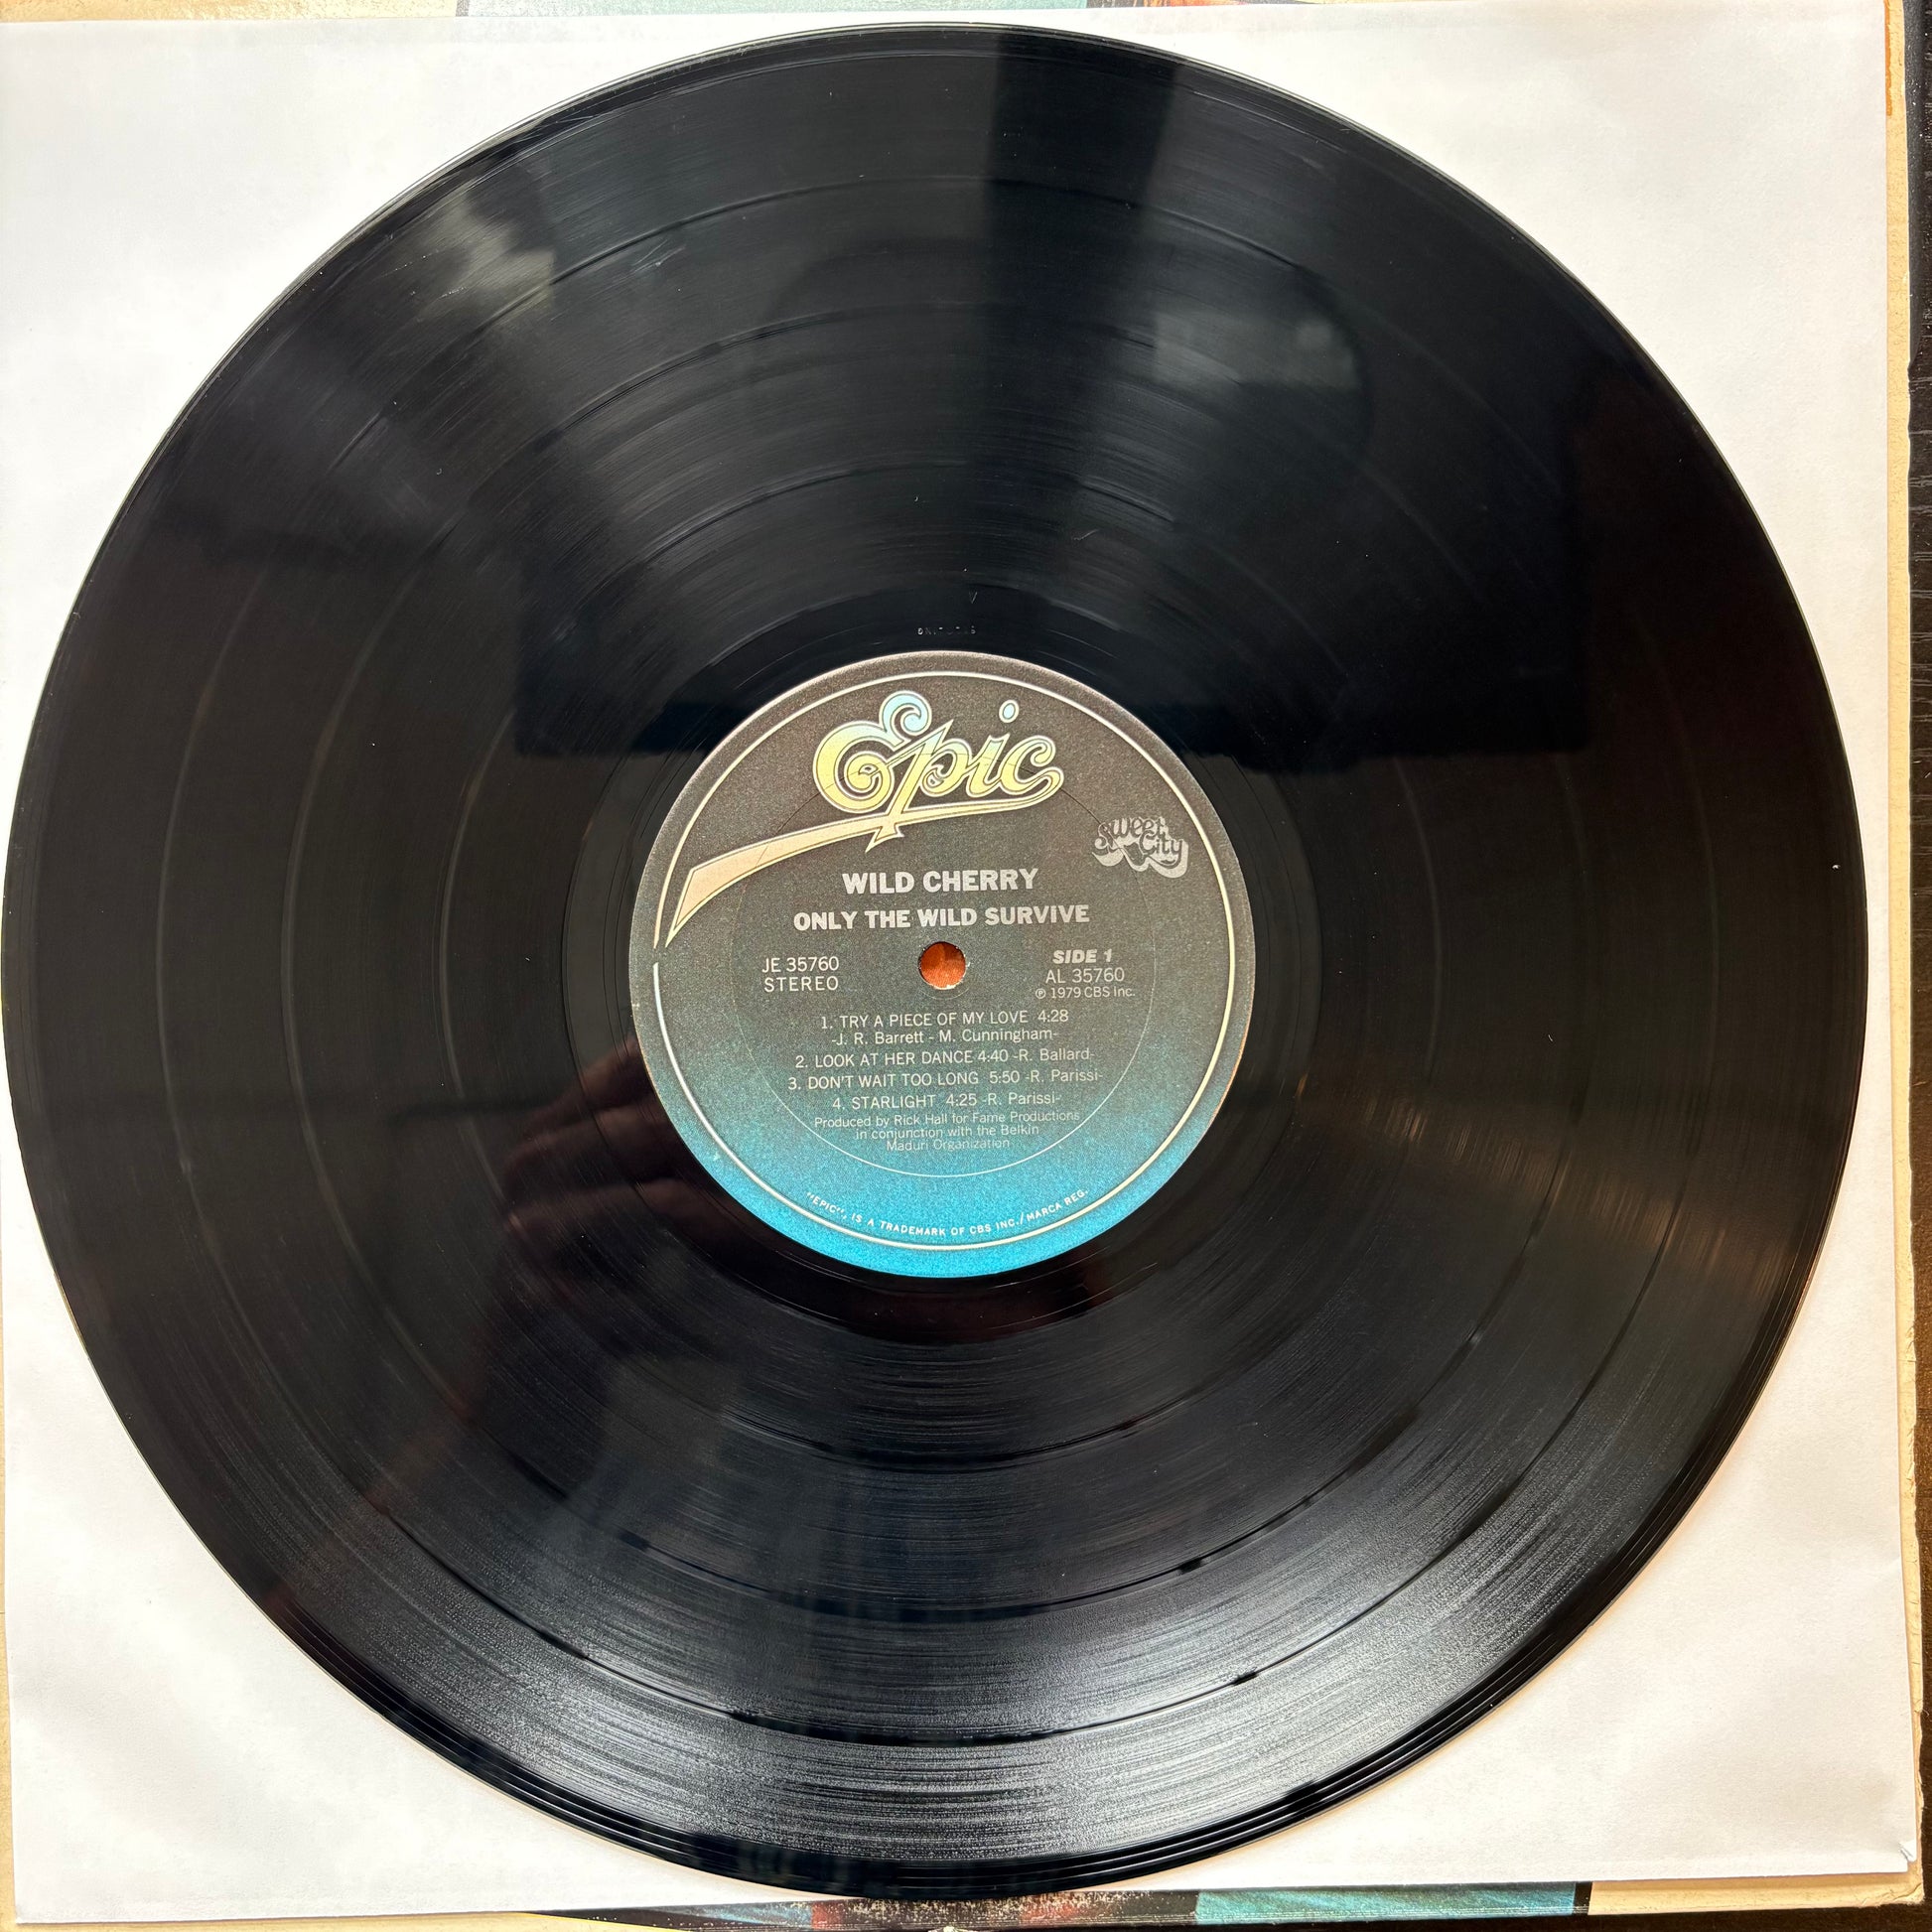 Epic
Sweet City
WILD CHERRY
ONLY THE WILD SURVIVE
JE 35760
STEREO
SIDE 1
AL 35760
℗ 1979 CBS Inc.
1. TRY A PIECE OF MY LOVE 4:28
-J. R. Barrett - M. Cunningham-
2. LOOK AT HER DANCE 4:40 -R. Ballard-
3. DON'T WAIT TOO LONG 5:50 -R. Parissi-
4. STARLIGHT 4:25 -R. Parissi-
Produced by Rick Hall for Fame Productions
in conjunction with the Belkin
Maduri Organization
"EPIC", IS A TRADEMARK OF CBS INC./MARCA REG.